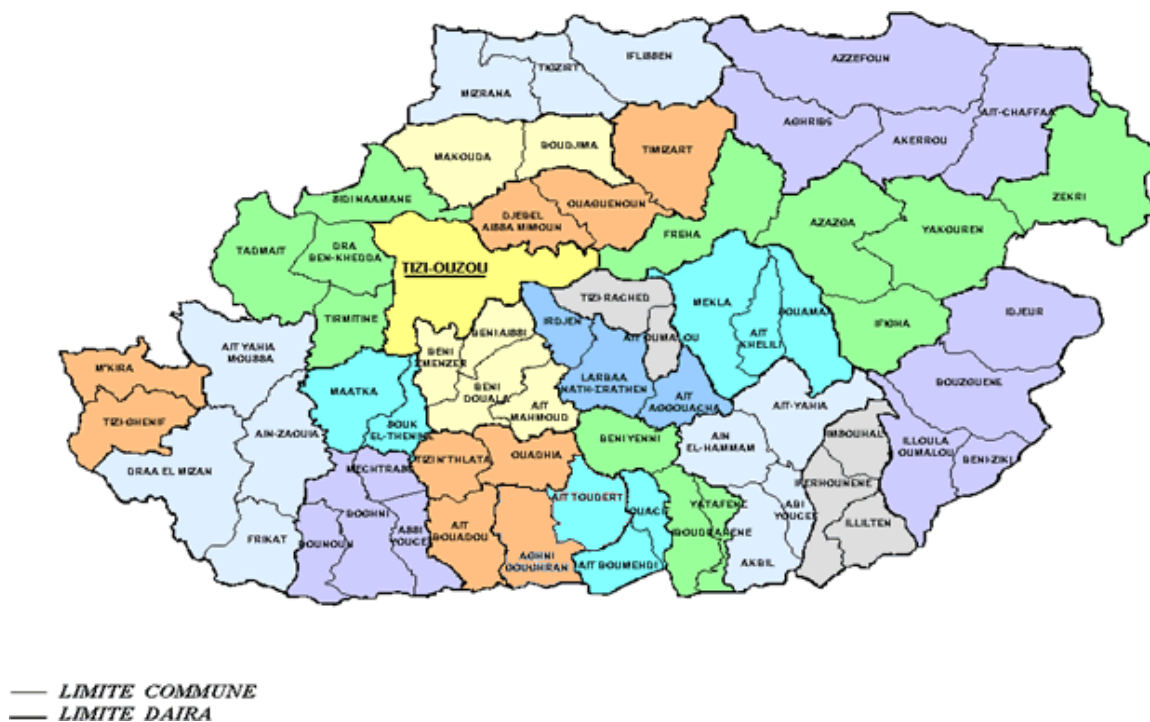 IFLISSEN
AZZEFOUN
TIGZIRT
MIZRANA
AIT-CHAFFAA
AGHRIBS
AKERROU
BOUDJIMA
TIMIZART
MAKOUDA
ZEKRI
SIDI NAAMANE
OUAGUENOUN
DJEBEL
AISSA MIMOUN
AZAZGA
YAKOUREN
FREHA
TADMAIT
DRA
BEN-KHEDDA
TIZI-OUZOU
TIZI-RACHED
MEKLA
SOUAMAA
IDJEUR
TIRMITINE
IRDJEN
BENI AISSI
AIT OUMALOU
AIT
KHELILI
IFIGHA
AIT YAHIA
MOUSSA
BENI
ZMENZER
M'KIRA
LARBAA
NATH-ERATHEN
BOUZGUENE
MAATKA
BENI
DOUALA
AIT
AGGOUACHA
AIT
MAHMOUD
AIT-YAHIA
TIZI-GHENIF
SOUK
EL-THENINE
BENI YENNI
AIN
EL-HAMMAM
IMSOUHAL
ILLOULA
OUMALOU
BENI-ZIKI
AIN-ZAOUIA
OUADHIA
TIZI N'THLATA
DRAA EL MIZAN
MECHTRASS
IFERHOUNENE
AIT TOUDERT
OUACIF
YATAFENE
ABI
YOUCEF
BOGHNI
ILLILTEN
FRIKAT
BOUNOUH
ASSI
YOUCEF
AIT
BOUADOU
BOUDRARENE
AGHNI
GOUGHRAN
AIT BOUMEHDI
AKBIL
LIMITE COMMUNE
LIMITE DAIRA